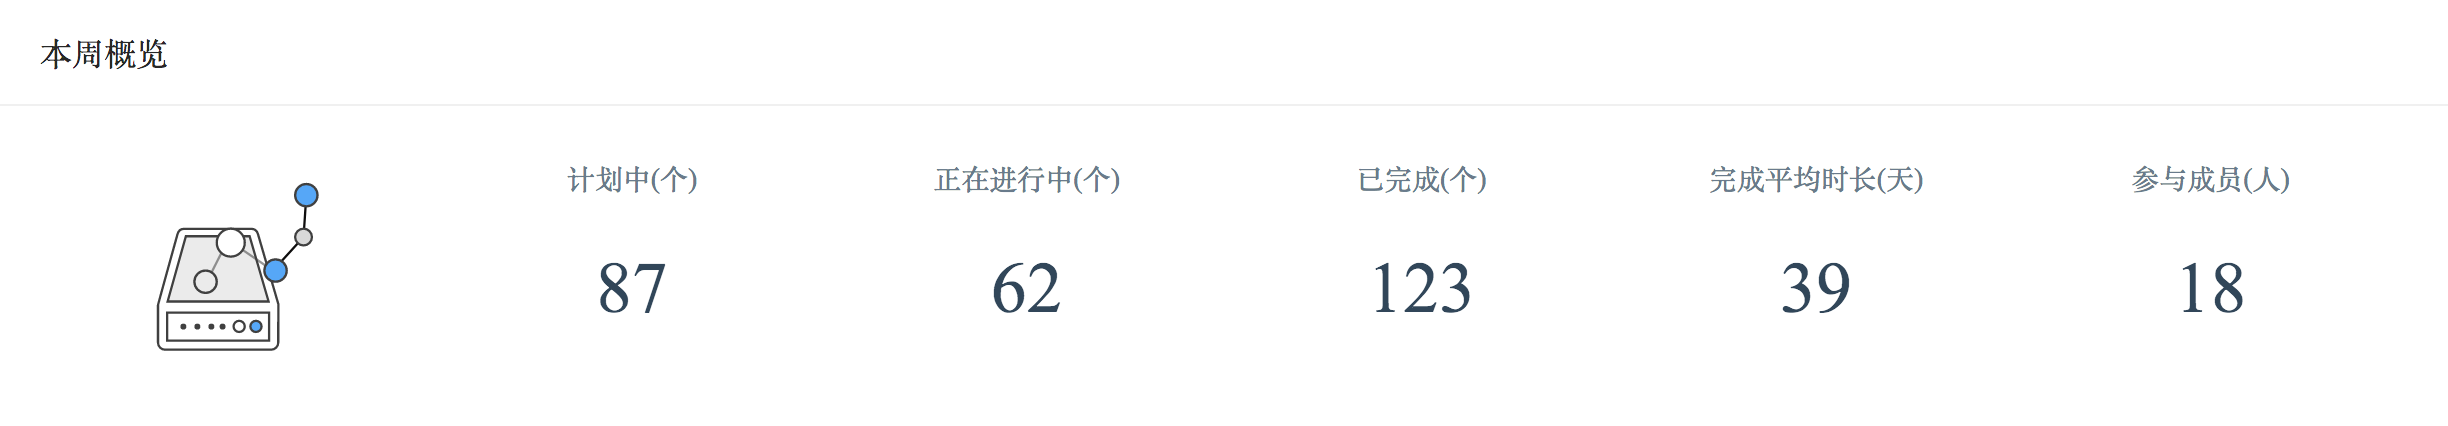 本周概览
计划中(个) 正在进行中(个) 已完成(个) 完成平均时长(天) 参与成员(人)
87 62 123 39 18